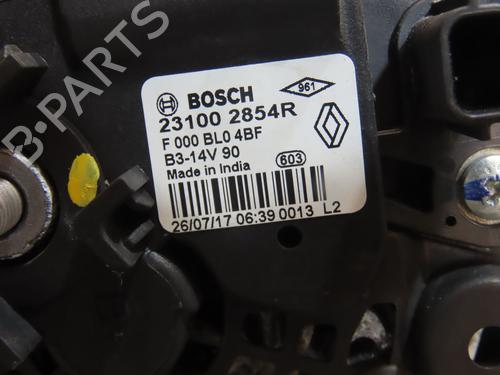 BOSCH
961
23100 2854R
F 000 BL0 4BF
B3-14V 90
Made in India
603
26/07/17 06:39 0013 L2
B-PARTS